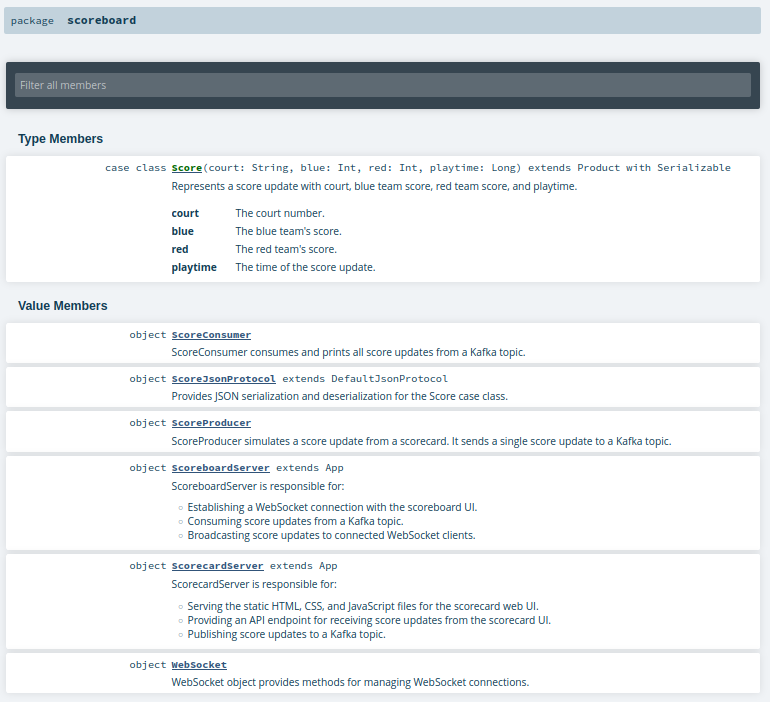 package scoreboard
Filter all members
Type Members
case class Score(court: String, blue: Int, red: Int, playtime: Long) extends Product with Serializable
Represents a score update with court, blue team score, red team score, and playtime.
court The court number.
blue The blue team's score.
red The red team's score.
playtime The time of the score update.
Value Members
object ScoreConsumer
ScoreConsumer consumes and prints all score updates from a Kafka topic.
object ScoreJsonProtocol extends DefaultJsonProtocol
Provides JSON serialization and deserialization for the Score case class.
object ScoreProducer
ScoreProducer simulates a score update from a scorecard. It sends a single score update to a Kafka topic.
object ScoreboardServer extends App
ScoreboardServer is responsible for:
○ Establishing a WebSocket connection with the scoreboard UI.
○ Consuming score updates from a Kafka topic.
○ Broadcasting score updates to connected WebSocket clients.
object ScorecardServer extends App
ScorecardServer is responsible for:
○ Serving the static HTML, CSS, and JavaScript files for the scorecard web UI.
○ Providing an API endpoint for receiving score updates from the scorecard UI.
○ Publishing score updates to a Kafka topic.
object WebSocket
WebSocket object provides methods for managing WebSocket connections.